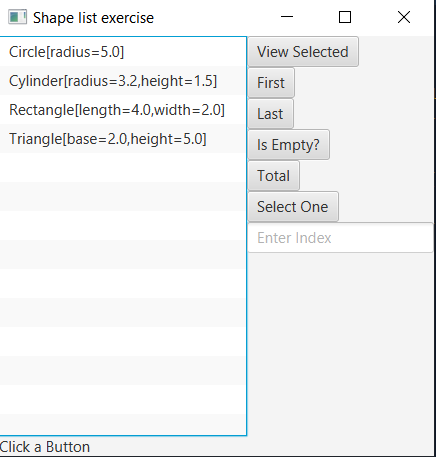 Shape list exercise
Circle[radius=5.0]
Cylinder[radius=3.2,height=1.5]
Rectangle[length=4.0,width=2.0]
Triangle[base=2.0,height=5.0]
View Selected
First
Last
Is Empty?
Total
Select One
Enter Index
Click a Button